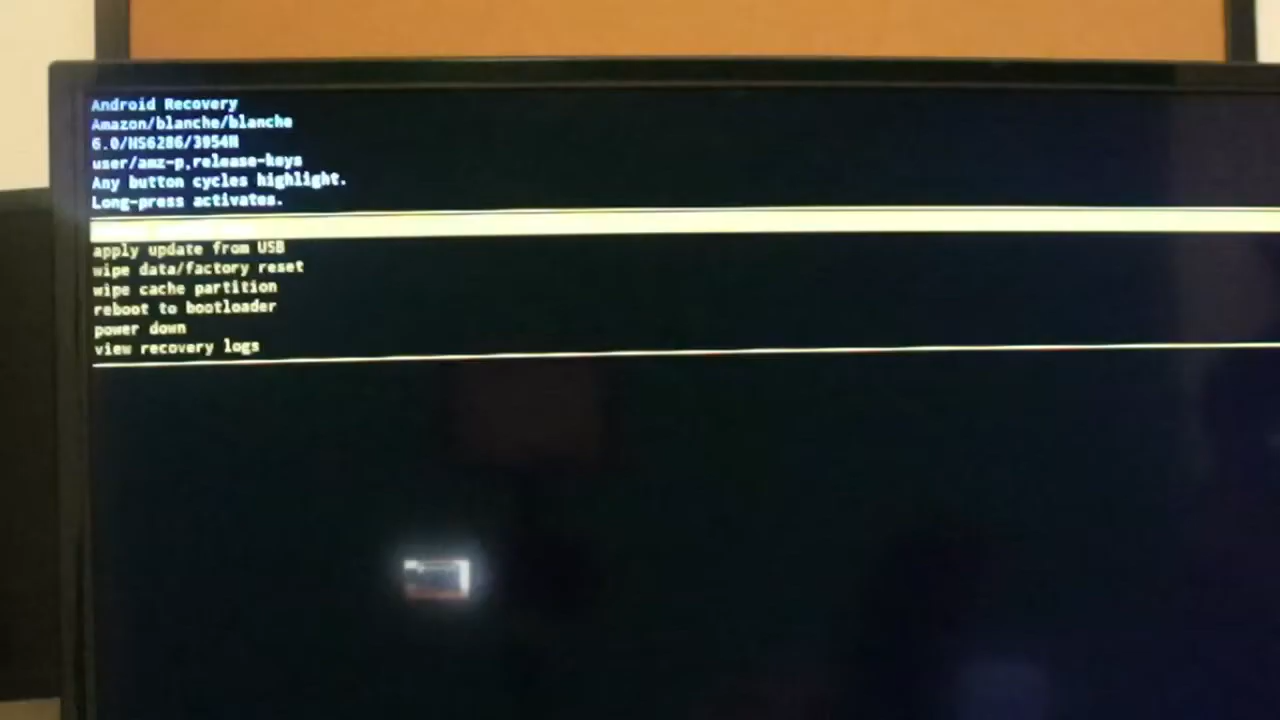 Android Recovery
Amazon/blanche/blanche
6.0/NS6286/3954N
user/amz-p,release-keys
Any button cycles highlight.
Long-press activates.
apply update from USB
wipe data/factory reset
wipe cache partition
reboot to bootloader
power down
view recovery logs